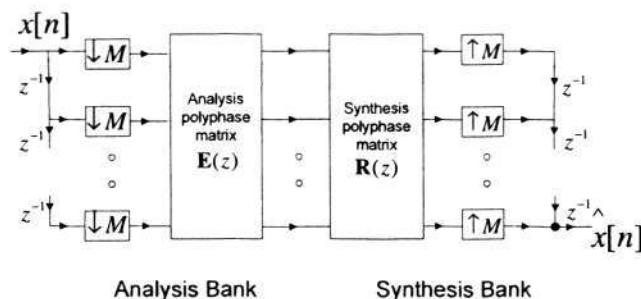 x[n]
↓M ↑M
z⁻¹ z⁻¹
Analysis polyphase matrix E(z)
Synthesis polyphase matrix R(z)
↓M ↑M
z⁻¹ z⁻¹
z⁻¹ z⁻¹
↓M ↑M
x̂[n]
Analysis Bank Synthesis Bank